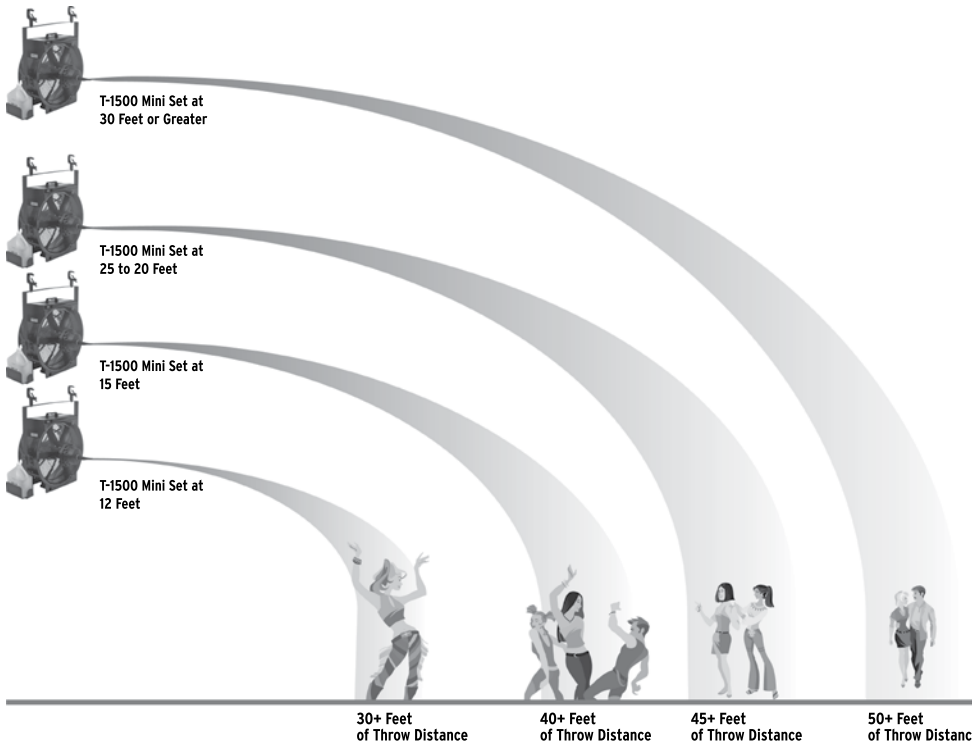 T-1500 Mini Set at
30 Feet or Greater
T-1500 Mini Set at
25 to 20 Feet
T-1500 Mini Set at
15 Feet
T-1500 Mini Set at
12 Feet
30+ Feet
of Throw Distance
40+ Feet
of Throw Distance
45+ Feet
of Throw Distance
50+ Feet
of Throw Distanc